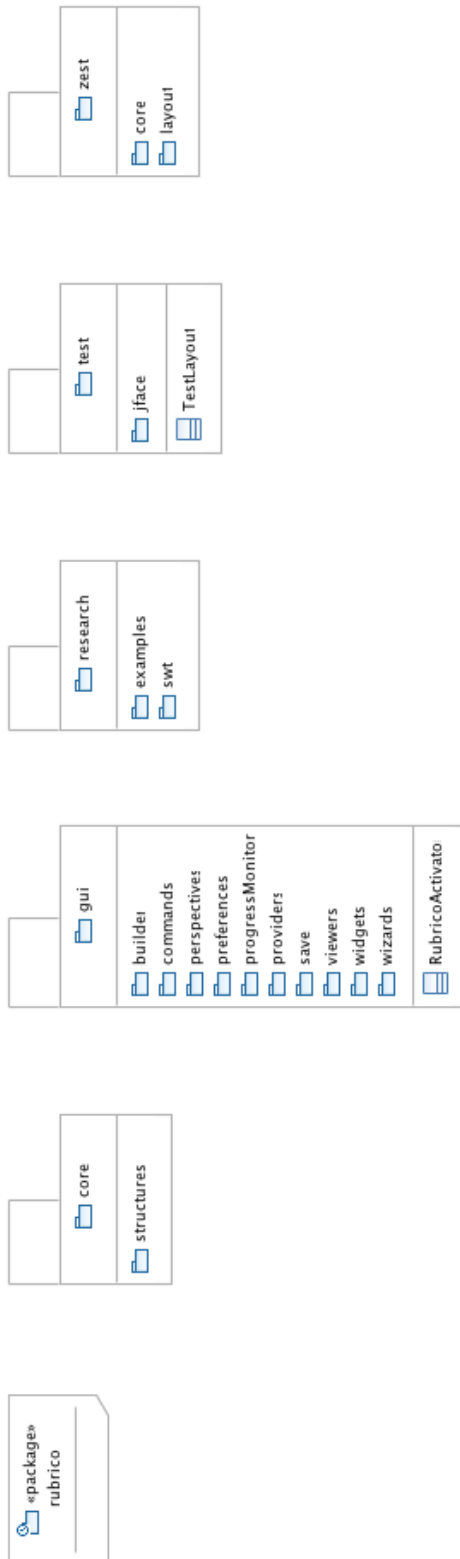 «package»
rubrico
core
structures
gui
builder
commands
perspectives
preferences
progressMonitor
providers
save
viewers
widgets
wizards
RubricoActivato
research
examples
swt
test
jface
TestLayout
zest
core
layout